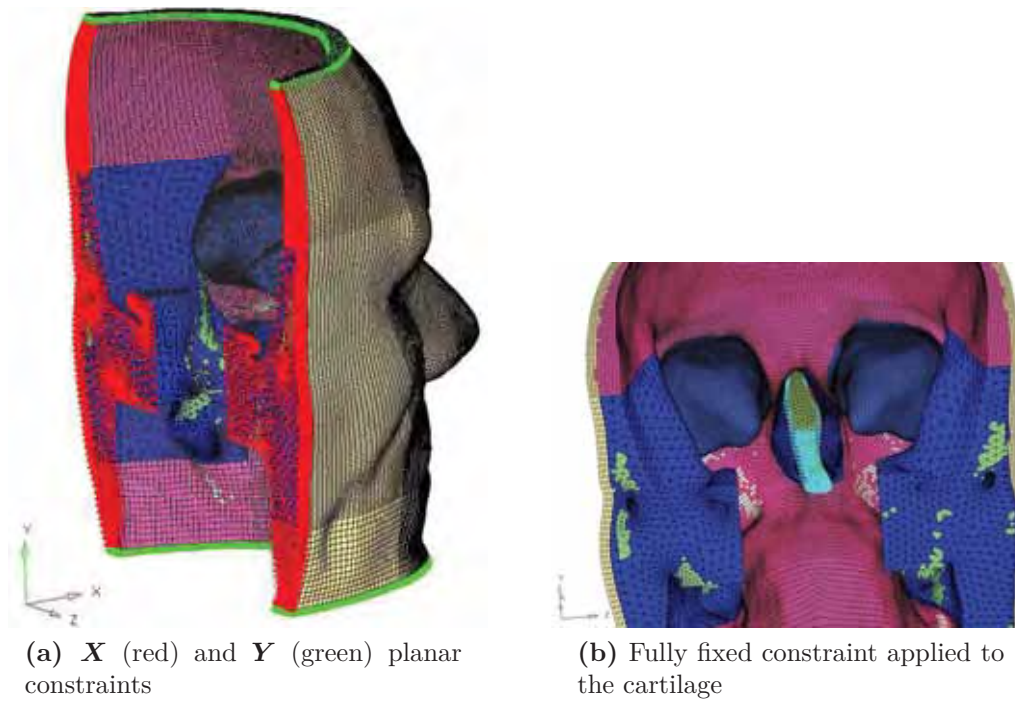 Y
X
Z
(a) X (red) and Y (green) planar
constraints
(b) Fully fixed constraint applied to
the cartilage